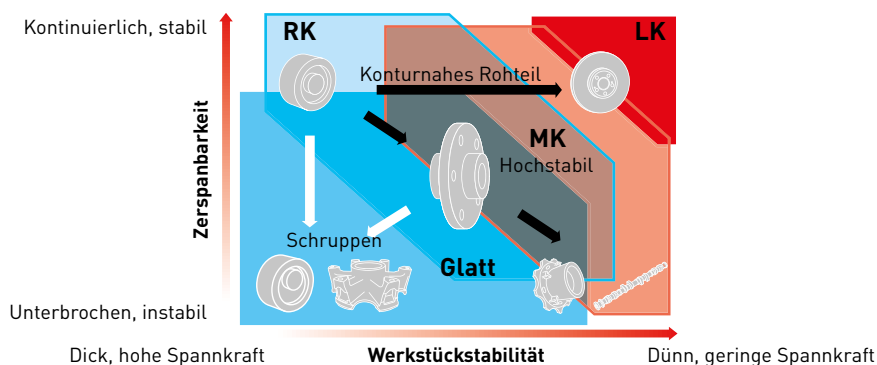 Kontinuierlich, stabil
RK
LK
Konturnahes Rohteil
MK
Hochstabil
Zerspanbarkeit
Schruppen
Glatt
Unterbrochen, instabil
Dick, hohe Spannkraft
Werkstückstabilität
Dünn, geringe Spannkraft